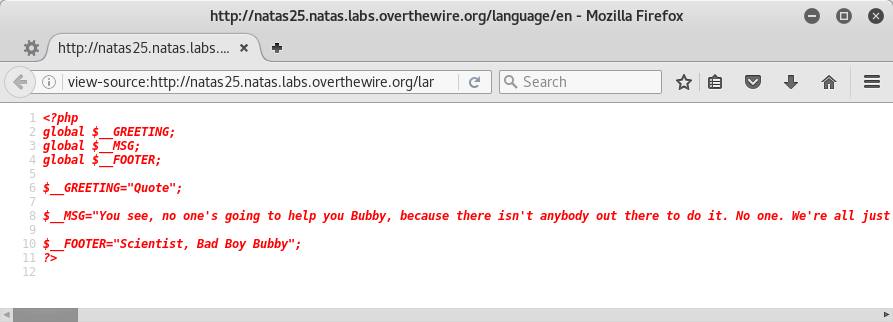 http://natas25.natas.labs.overthewire.org/language/en - Mozilla Firefox
http://natas25.natas.labs....
view-source:http://natas25.natas.labs.overthewire.org/lar
Search
1 <?php
2 global $__GREETING;
3 global $__MSG;
4 global $__FOOTER;
5
6 $__GREETING="Quote";
7
8 $__MSG="You see, no one's going to help you Bubby, because there isn't anybody out there to do it. No one. We're all just
9
10 $__FOOTER="Scientist, Bad Boy Bubby";
11 ?>
12